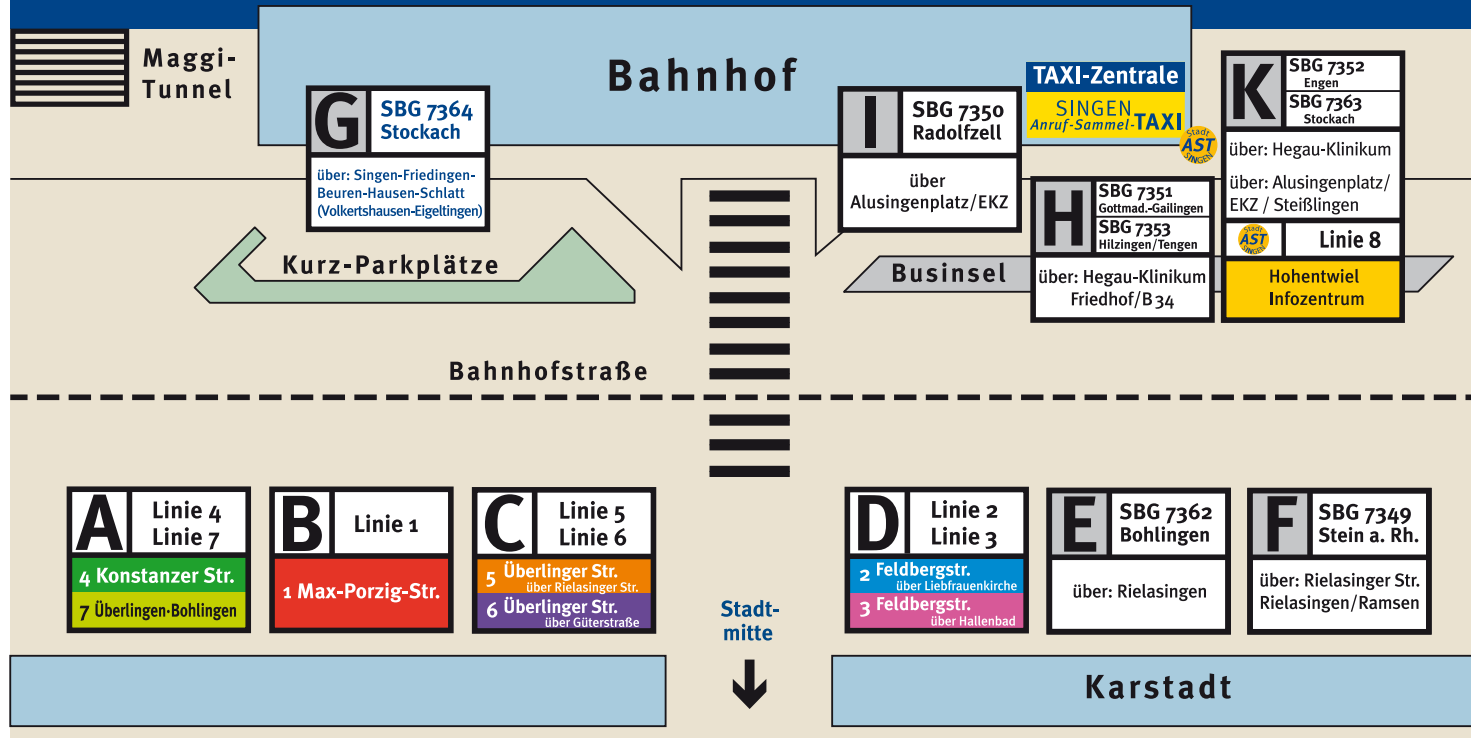 Maggi-
Tunnel
Bahnhof
G
SBG 7364
Stockach
über: Singen-Friedingen-
Beuren-Hausen-Schlatt
(Volkertshausen-Eigeltingen)
I
SBG 7350
Radolfzell
über
Alusingenplatz/EKZ
TAXI-Zentrale
SINGEN
Anruf-Sammel-TAXI
Stadt
AST
SINGEN
K
SBG 7352
Engen
SBG 7363
Stockach
über: Hegau-Klinikum
über: Alusingenplatz/
EKZ / Steißlingen
Stadt
AST
SINGEN
Linie 8
Hohentwiel
Infozentrum
H
SBG 7351
Gottmad.-Gailingen
SBG 7353
Hilzingen/Tengen
über: Hegau-Klinikum
Friedhof/B 34
Kurz-Parkplätze
Businsel
Bahnhofstraße
A
Linie 4
Linie 7
4 Konstanzer Str.
7 Überlingen·Bohlingen
B
Linie 1
1 Max-Porzig-Str.
C
Linie 5
Linie 6
5 Überlinger Str.
über Rielasinger Str.
6 Überlinger Str.
über Güterstraße
D
Linie 2
Linie 3
2 Feldbergstr.
über Liebfrauenkirche
3 Feldbergstr.
über Hallenbad
E
SBG 7362
Bohlingen
über: Rielasingen
F
SBG 7349
Stein a. Rh.
über: Rielasinger Str.
Rielasingen/Ramsen
Stadt-
mitte
Karstadt